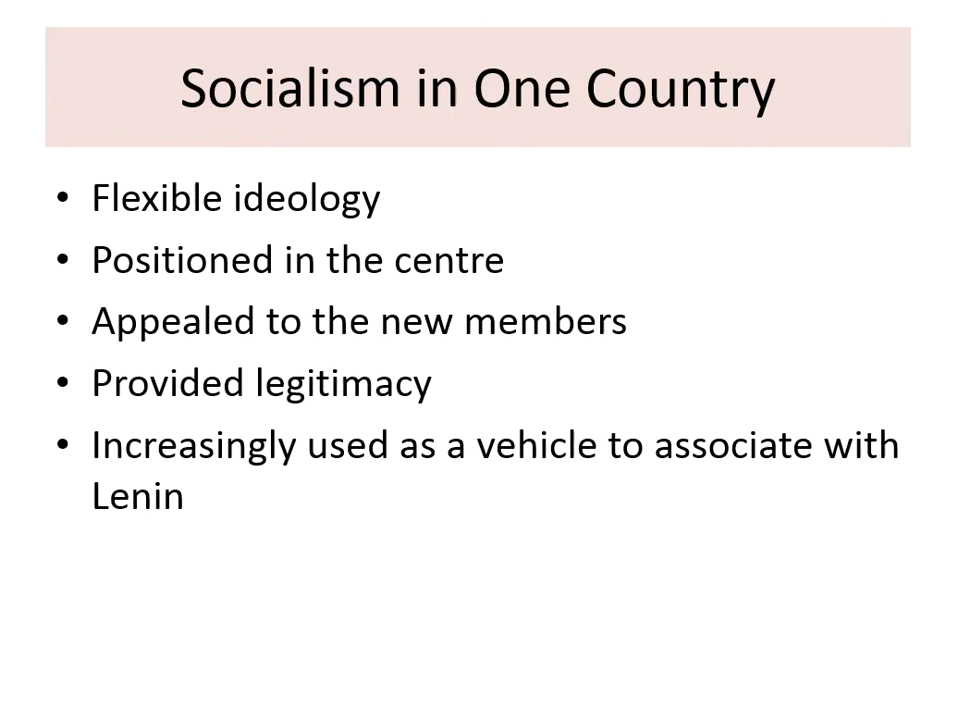 Socialism in One Country
• Flexible ideology
• Positioned in the centre
• Appealed to the new members
• Provided legitimacy
• Increasingly used as a vehicle to associate with
Lenin